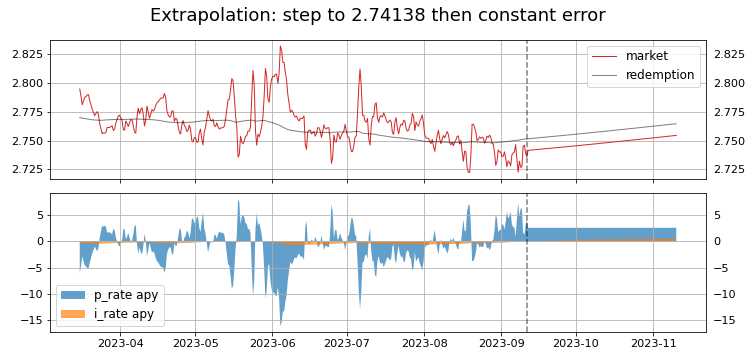 Extrapolation: step to 2.74138 then constant error
2.825 2.825
2.800 2.800
2.775 2.775
2.750 2.750
2.725 2.725
market
redemption
5 5
0 0
−5 −5
−10 −10
−15 −15
p_rate apy
i_rate apy
2023-04 2023-05 2023-06 2023-07 2023-08 2023-09 2023-10 2023-11